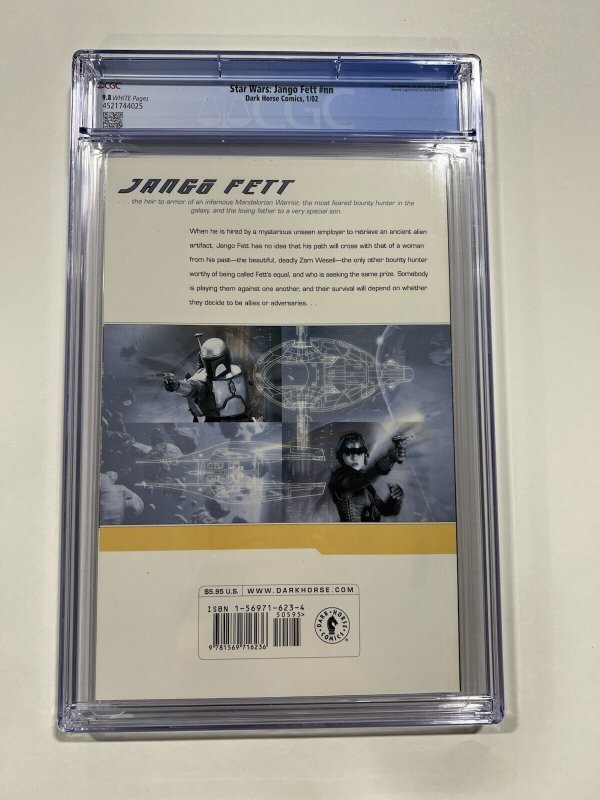 CGC
Star Wars: Jango Fett #nn
9.8 WHITE Pages
Dark Horse Comics, 1/02
4521744025
CGC
JANGO FETT
. . . the heir to armor of an infamous Mandalorian Warrior, the most feared bounty hunter in the
galaxy, and the loving father to a very special son.
When he is hired by a mysterious unseen employer to retrieve an ancient alien
artifact, Jango Fett has no idea that his path will cross with that of a woman
from his past—the beautiful, deadly Zam Wesell—the only other bounty hunter
worthy of being called Fett's equal, and who is seeking the same prize. Somebody
is playing them against one another, and their survival will depend on whether
they decide to be allies or adversaries. . .
$5.95 U.S. WWW.DARKHORSE.COM
ISBN 1-56971-623-4
50595>
9 781569 716236
DARK HORSE
COMICS